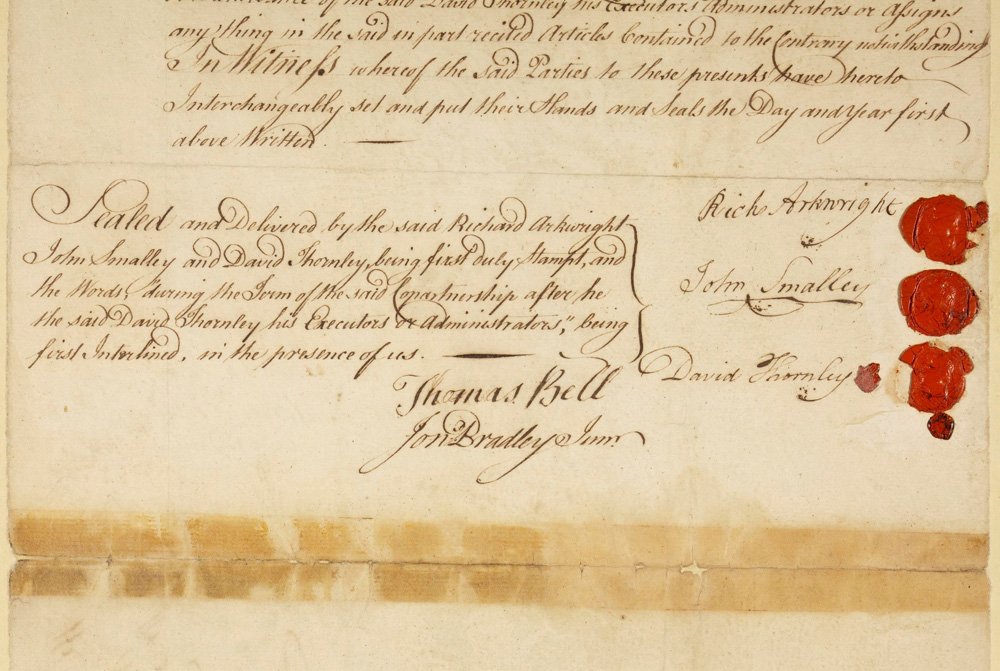 of the said David Thornley his Executors Administrators or Assigns
any thing in the said in part recited Articles Contained to the Contrary notwithstanding
In Witness whereof the said Parties to these presents have hereto
Interchangeably set and put their Hands and Seals the Day and Year first
above Written.
Sealed and Delivered by the said Richard Arkwright
John Smalley and David Thornley, being first duly Stampt, and
the Words, "during the Term of the said Copartnership after he
the said David Thornley his Executors or Administrators," being
first Interlined, in the presence of us.
Thomas Bell
Jon Bradley Junr.
Rich Arkwright
John Smalley
David Thornley